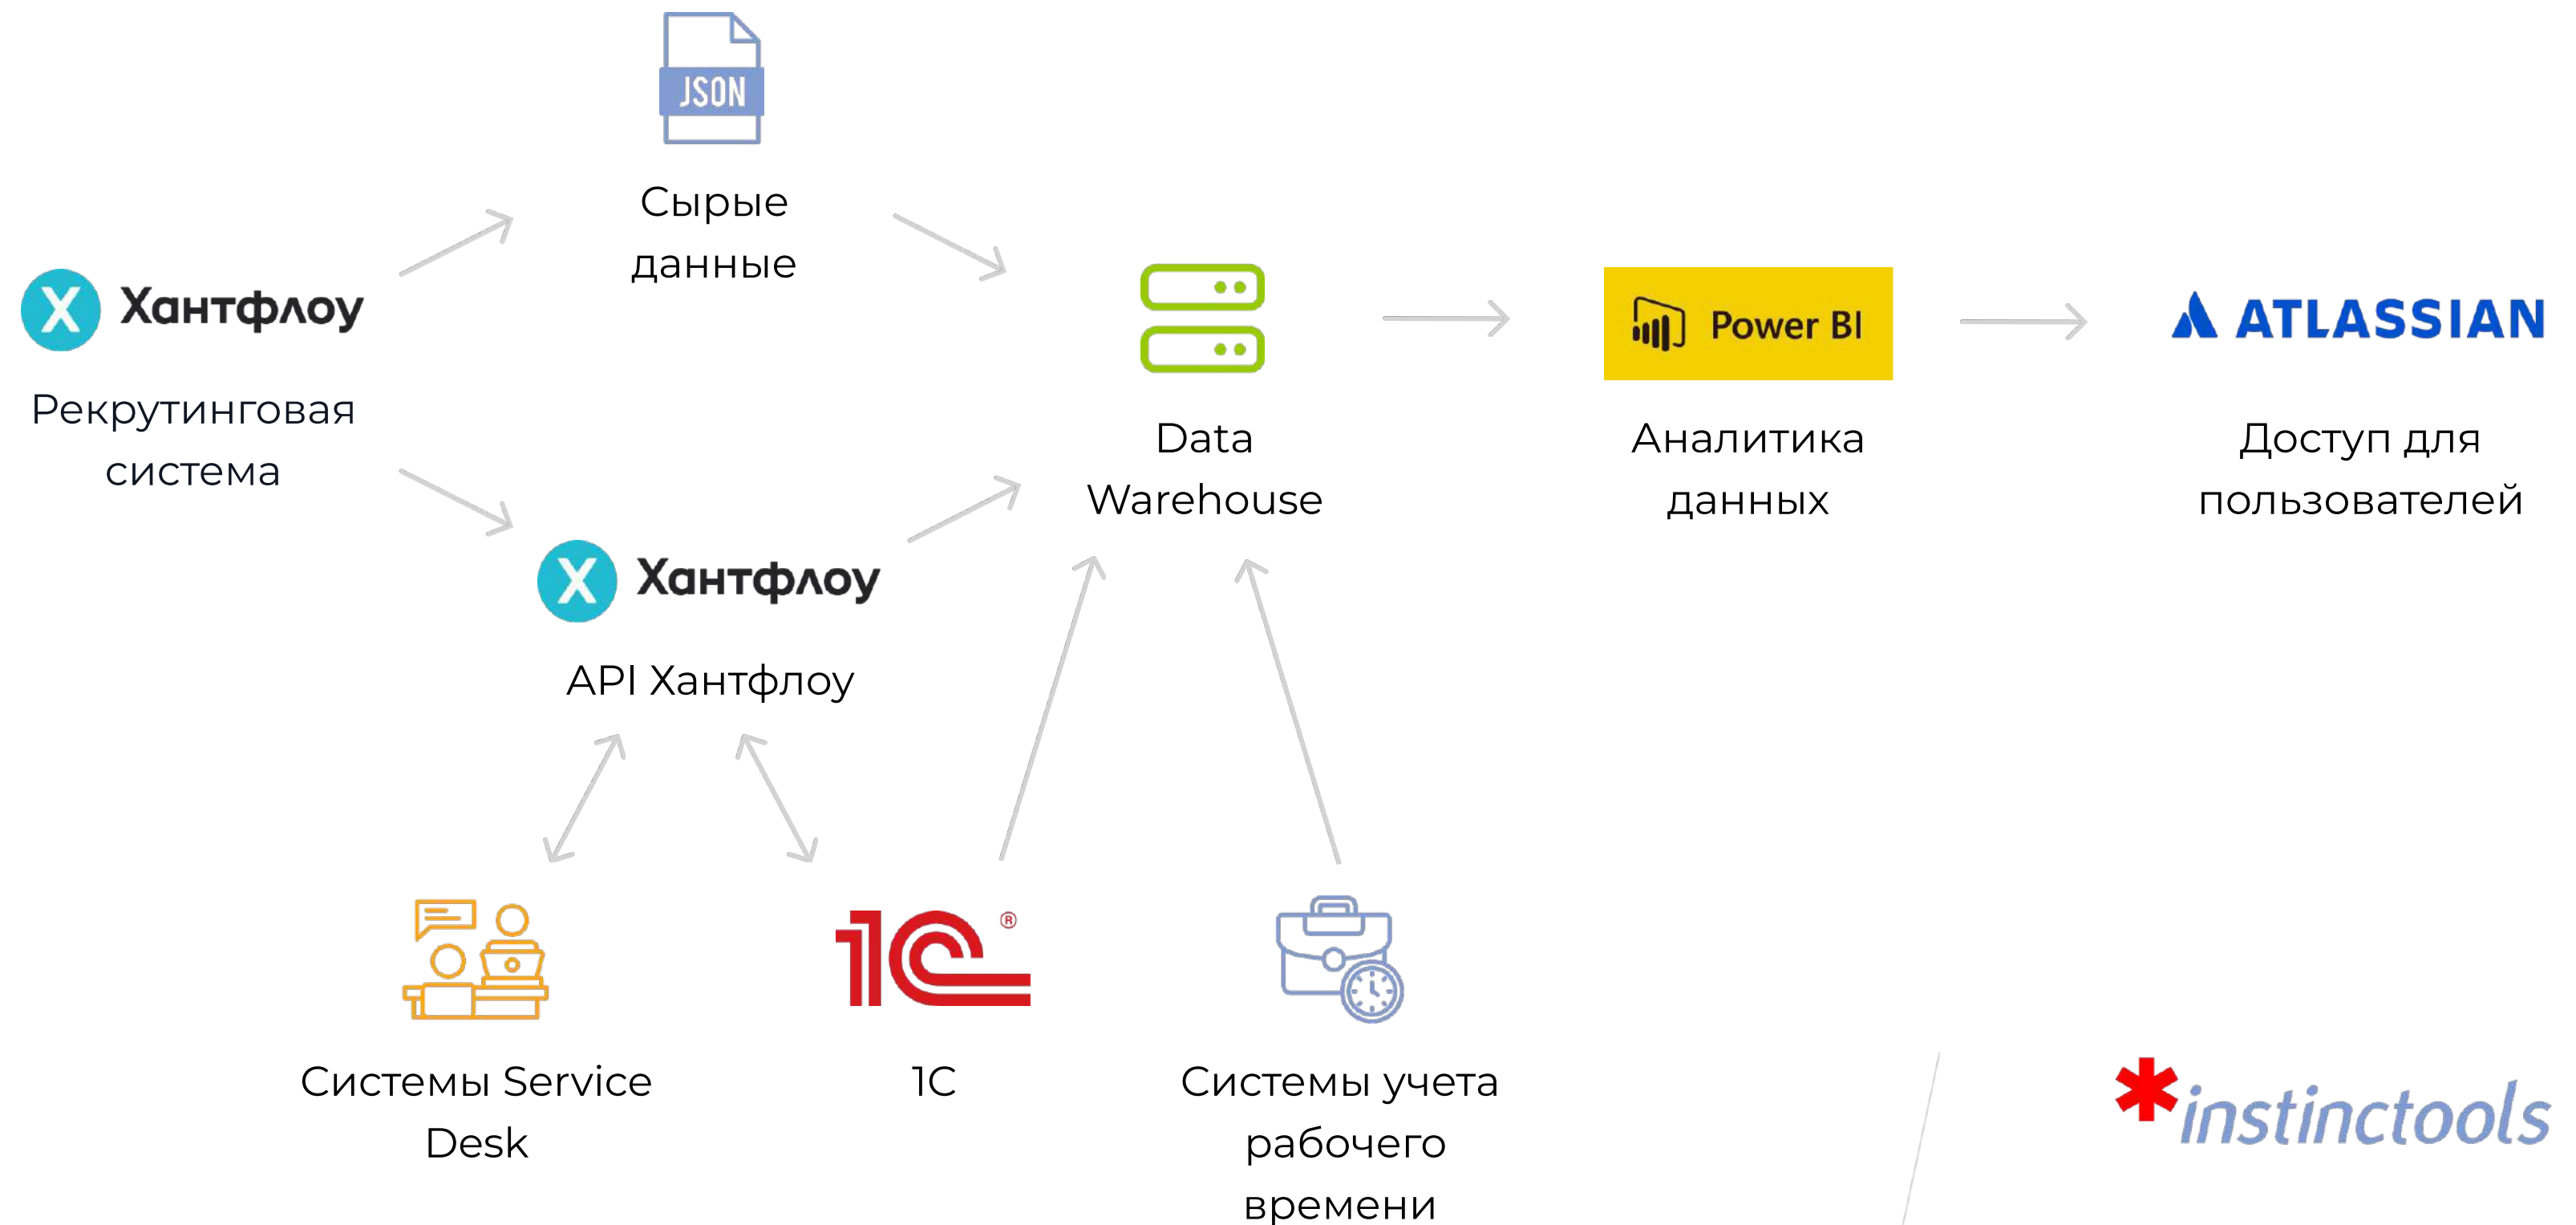 JSON
Сырые
данные
Хантфлоу
Рекрутинговая
система
Хантфлоу
API Хантфлоу
Data
Warehouse
Power BI
Аналитика
данных
ATLASSIAN
Доступ для
пользователей
Системы Service
Desk
1C®
1С
Системы учета
рабочего
времени
*instinctools